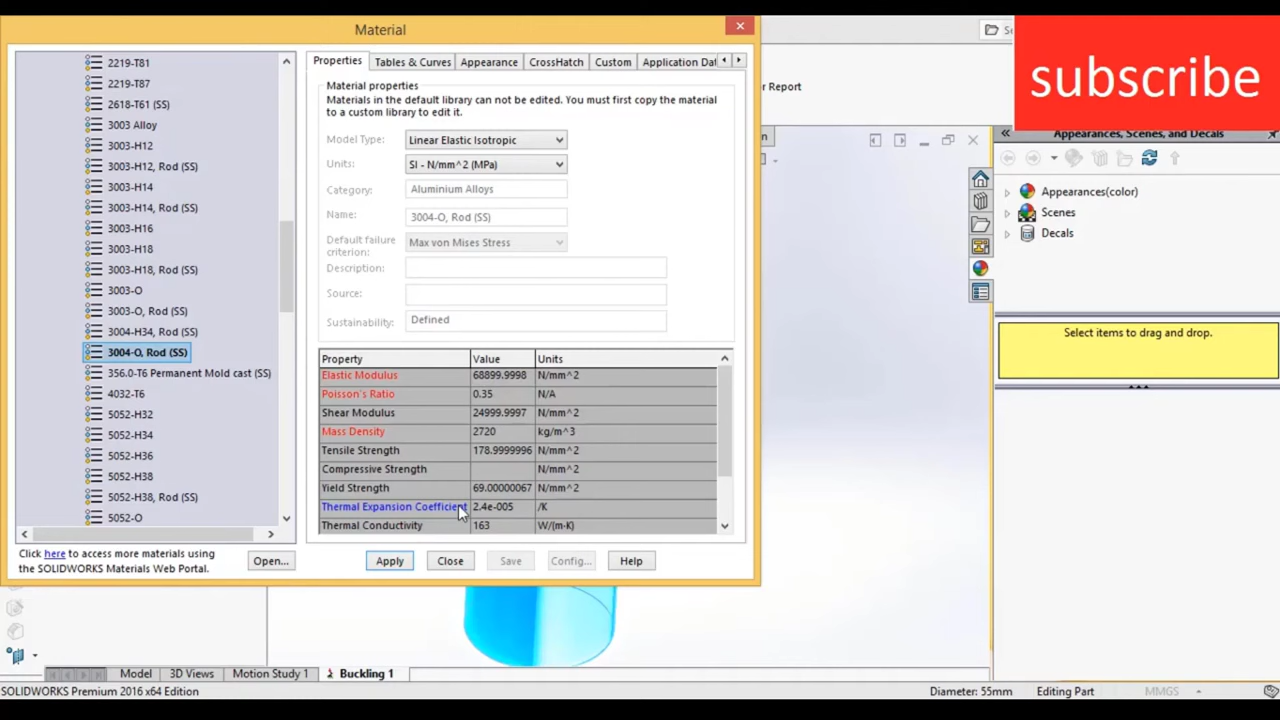 Material
subscribe
2219-T81
2219-T87
2618-T61 (SS)
3003 Alloy
3003-H12
3003-H12, Rod (SS)
3003-H14
3003-H14, Rod (SS)
3003-H16
3003-H18
3003-H18, Rod (SS)
3003-O
3003-O, Rod (SS)
3004-H34, Rod (SS)
3004-O, Rod (SS)
356.0-T6 Permanent Mold cast (SS)
4032-T6
5052-H32
5052-H34
5052-H36
5052-H38
5052-H38, Rod (SS)
5052-O
Click here to access more materials using
the SOLIDWORKS Materials Web Portal.
Open...
Properties Tables & Curves Appearance CrossHatch Custom Application Dat
Material properties
Materials in the default library can not be edited. You must first copy the material
to a custom library to edit it.
Model Type: Linear Elastic Isotropic
Units: SI - N/mm^2 (MPa)
Category: Aluminium Alloys
Name: 3004-O, Rod (SS)
Default failure
criterion: Max von Mises Stress
Description:
Source:
Sustainability: Defined
Property Value Units
Elastic Modulus 68899.9998 N/mm^2
Poisson's Ratio 0.35 N/A
Shear Modulus 24999.9997 N/mm^2
Mass Density 2720 kg/m^3
Tensile Strength 178.9999996 N/mm^2
Compressive Strength N/mm^2
Yield Strength 69.00000067 N/mm^2
Thermal Expansion Coefficient 2.4e-005 /K
Thermal Conductivity 163 W/(m·K)
Apply Close Save Config... Help
r Report
Appearances, Scenes, and Decals
Appearances(color)
Scenes
Decals
Select items to drag and drop.
Model 3D Views Motion Study 1 Buckling 1
SOLIDWORKS Premium 2016 x64 Edition
Diameter: 55mm Editing Part MMGS